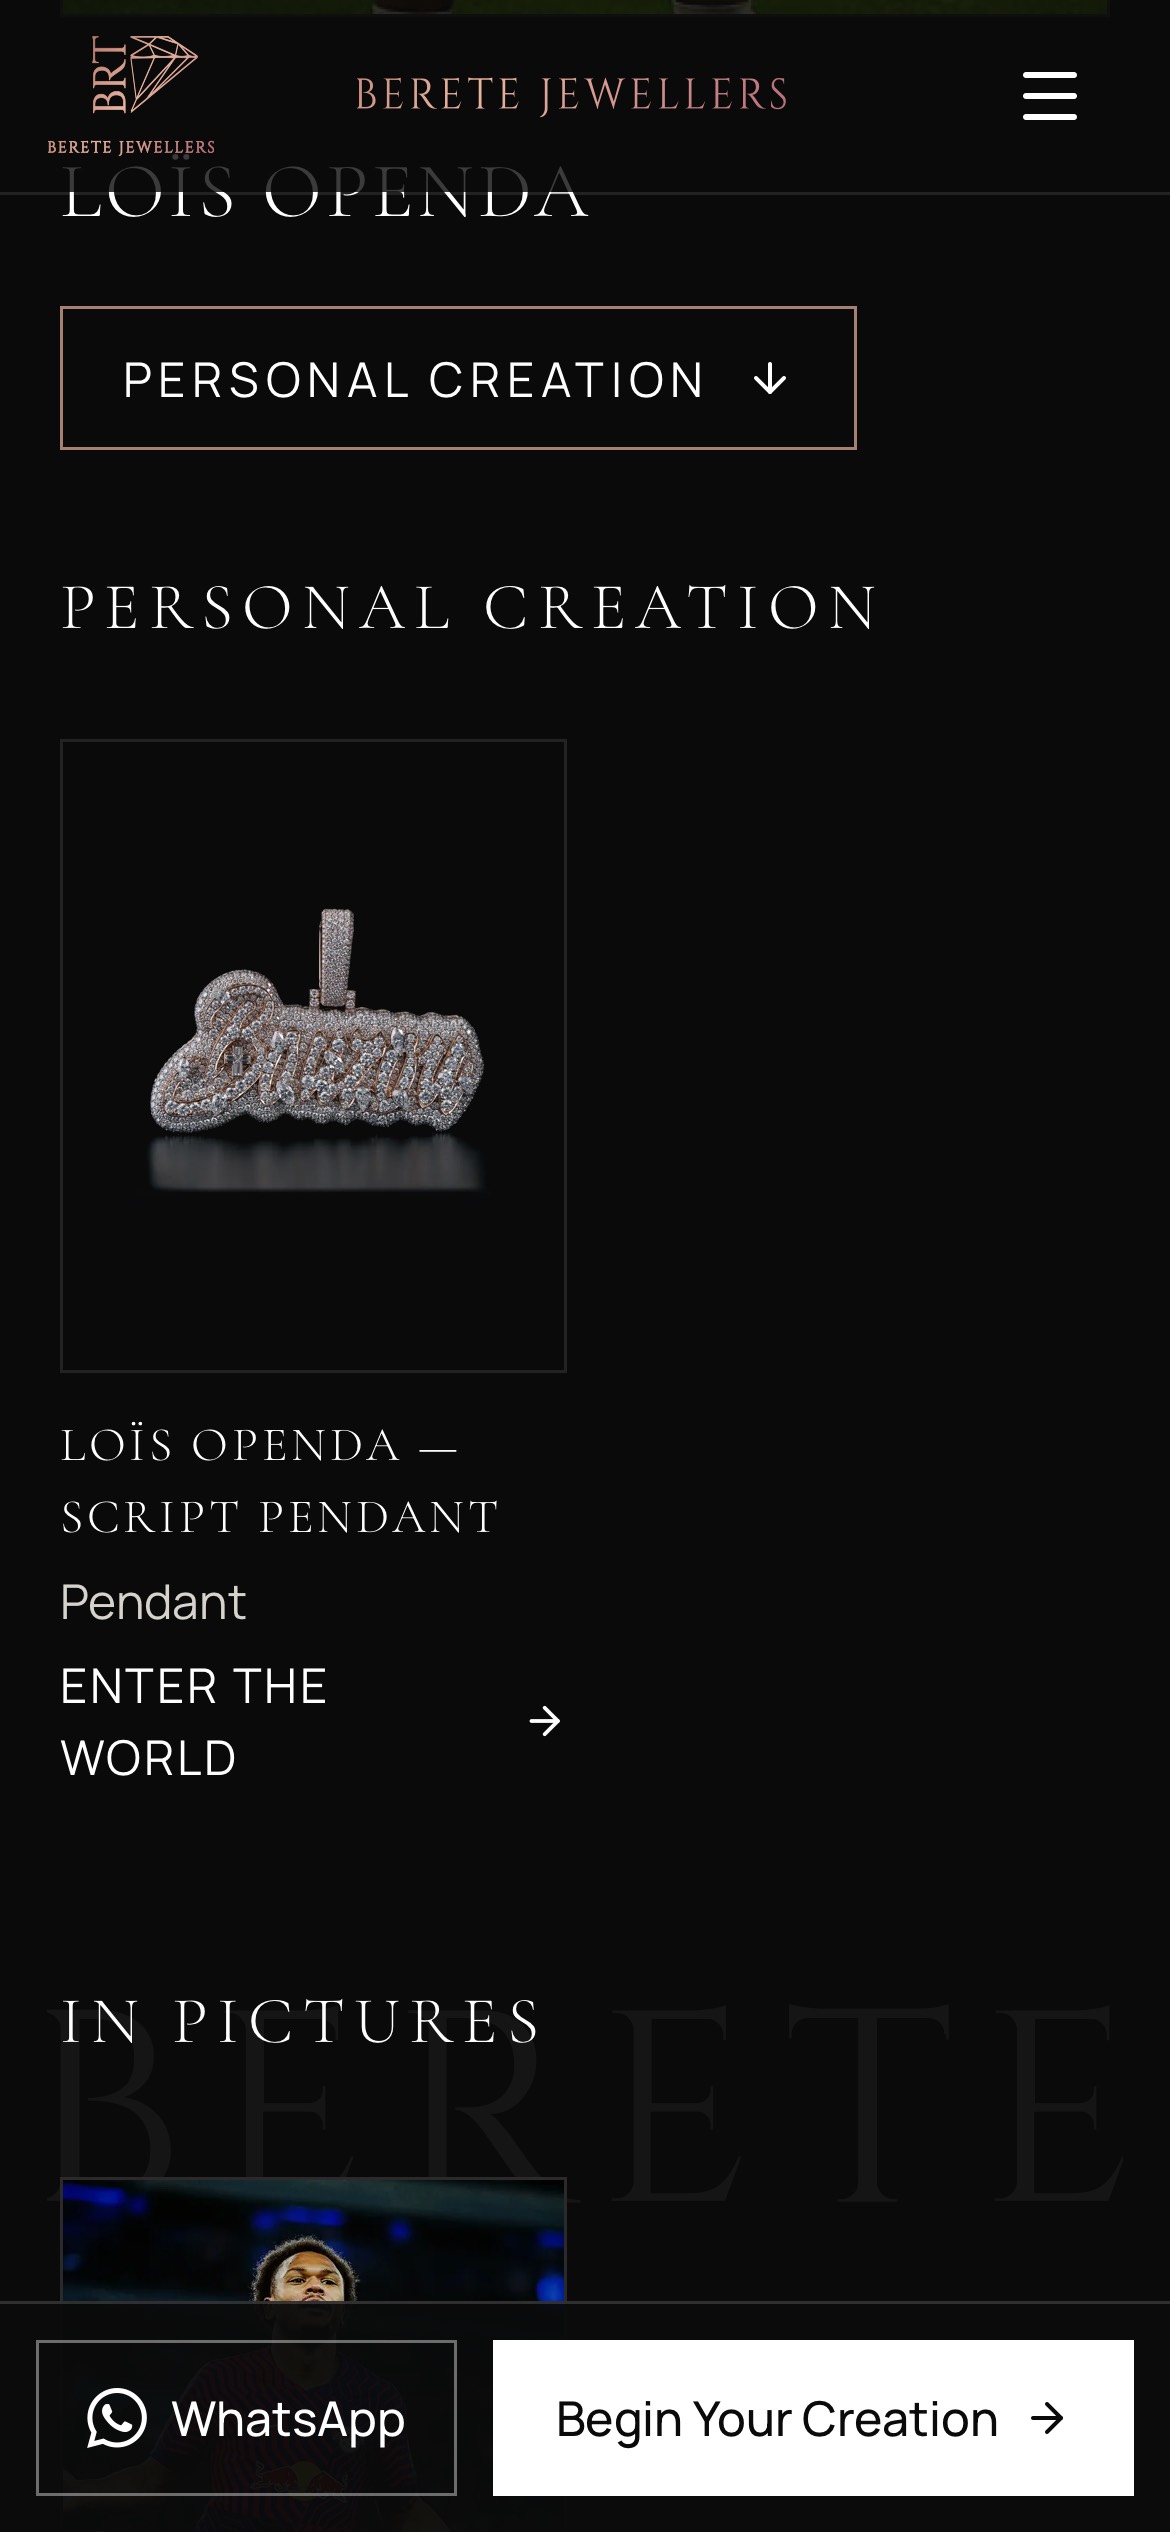 BRT
BERETE JEWELLERS
BERETE JEWELLERS
LOÏS OPENDA
PERSONAL CREATION
PERSONAL CREATION
LOÏS OPENDA —
SCRIPT PENDANT
Pendant
ENTER THE
WORLD
IN PICTURES
BERETE
WhatsApp
Begin Your Creation